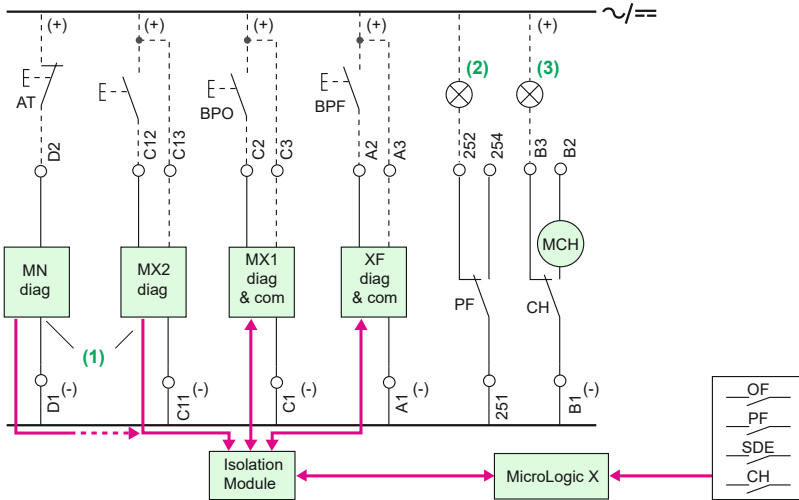 (+)
(+)
(+)
(+)
(+)
(2)
(3)
AT
BPO
BPF
D2
C12
C13
C2
C3
A2
A3
252
254
B3
B2
MN
diag
MX2
diag
MX1
diag
& com
XF
diag
& com
MCH
PF
CH
(1)
D1
(-)
C11
(-)
C1
(-)
A1
(-)
251
B1
(-)
OF
PF
SDE
CH
Isolation
Module
MicroLogic X